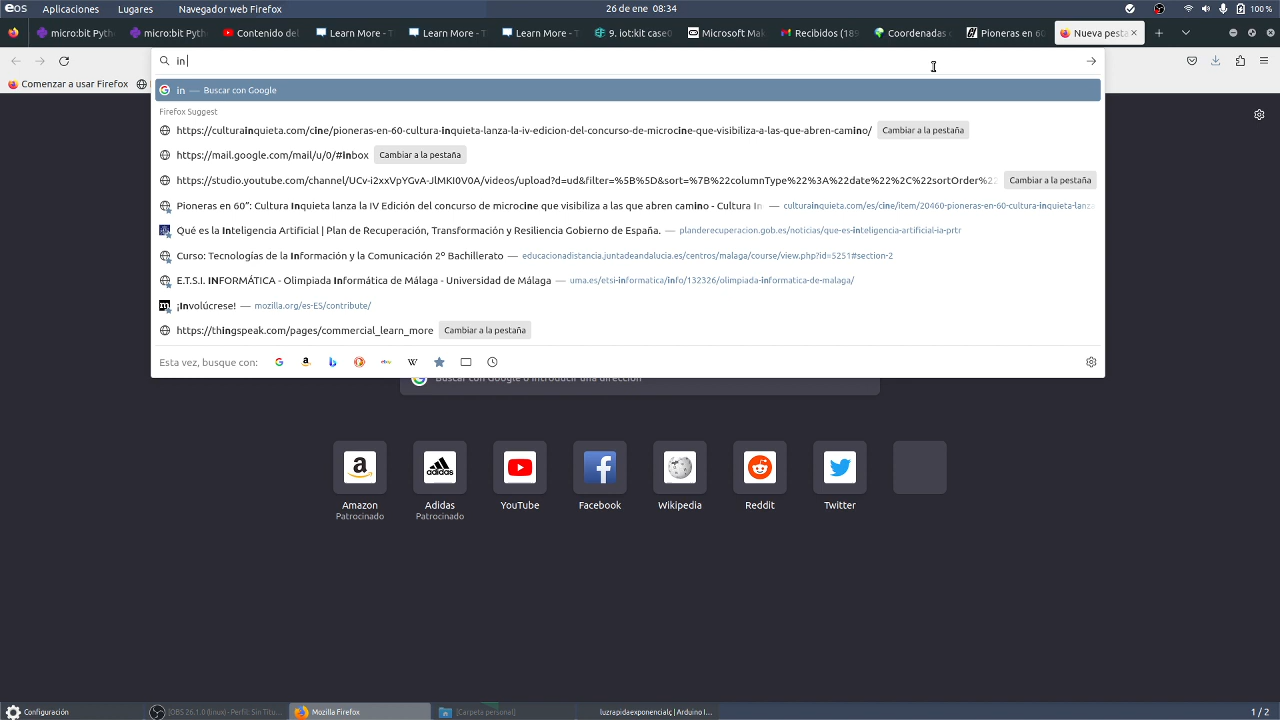 eos Aplicaciones Lugares Navegador web Firefox 26 de ene 08:34 100 %
micro:bit Pyth micro:bit Pyth Contenido del Learn More - T Learn More - T Learn More - 9. iot:kit case0 Microsoft Mak Recibidos (189 Coordenadas Pioneras en 60 Nueva pesta
in
Comenzar a usar Firefox
in — Buscar con Google
Firefox Suggest
https://culturainquieta.com/cine/pioneras-en-60-cultura-inquieta-lanza-la-iv-edicion-del-concurso-de-microcine-que-visibiliza-a-las-que-abren-camino/ Cambiar a la pestaña
https://mail.google.com/mail/u/0/#inbox Cambiar a la pestaña
https://studio.youtube.com/channel/UCv-i2xxVpYGvA-JlMKI0V0A/videos/upload?d=ud&filter=%5B%5D&sort=%7B%22columnType%22%3A%22date%22%2C%22sortOrder%22 Cambiar a la pestaña
Pioneras en 60”: Cultura Inquieta lanza la IV Edición del concurso de microcine que visibiliza a las que abren camino - Cultura In — culturainquieta.com/es/cine/item/20460-pioneras-en-60-cultura-inquieta-lanza
Qué es la Inteligencia Artificial | Plan de Recuperación, Transformación y Resiliencia Gobierno de España. — planderecuperacion.gob.es/noticias/que-es-inteligencia-artificial-ia-prtr
Curso: Tecnologías de la Información y la Comunicación 2º Bachillerato — educacionadistancia.juntadeandalucia.es/centros/malaga/course/view.php?id=5251#section-2
E.T.S.I. INFORMÁTICA - Olimpiada Informática de Málaga - Universidad de Málaga — uma.es/etsi-informatica/info/132326/olimpiada-informatica-de-malaga/
¡Involúcrese! — mozilla.org/es-ES/contribute/
https://thingspeak.com/pages/commercial_learn_more Cambiar a la pestaña
Esta vez, busque con:
Buscar con Google o introducir una dirección
Amazon Adidas YouTube Facebook Wikipedia Reddit Twitter
Patrocinado Patrocinado
Configuración [OBS 26.1.0 (linux) - Perfil: Sin Tito... Mozilla Firefox [Carpeta personal] luzrapidaexponencialç | Arduino I... 1 / 2